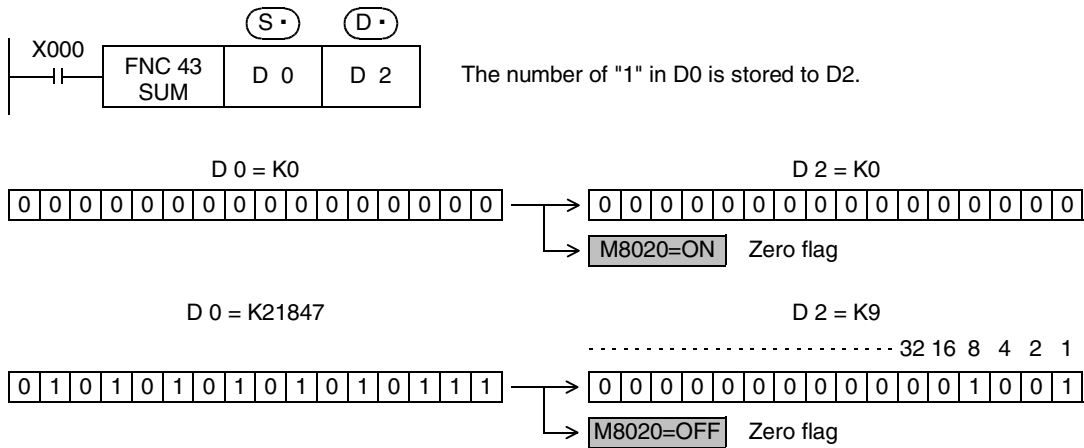 S· D·
X000
FNC 43 SUM D 0 D 2 The number of "1" in D0 is stored to D2.
D 0 = K0 D 2 = K0
0 0 0 0 0 0 0 0 0 0 0 0 0 0 0 0 0 0 0 0 0 0 0 0 0 0 0 0 0 0 0 0
M8020=ON Zero flag
D 0 = K21847 D 2 = K9
32 16 8 4 2 1
0 1 0 1 0 1 0 1 0 1 0 1 0 1 1 1 0 0 0 0 0 0 0 0 0 0 0 0 1 0 0 1
M8020=OFF Zero flag